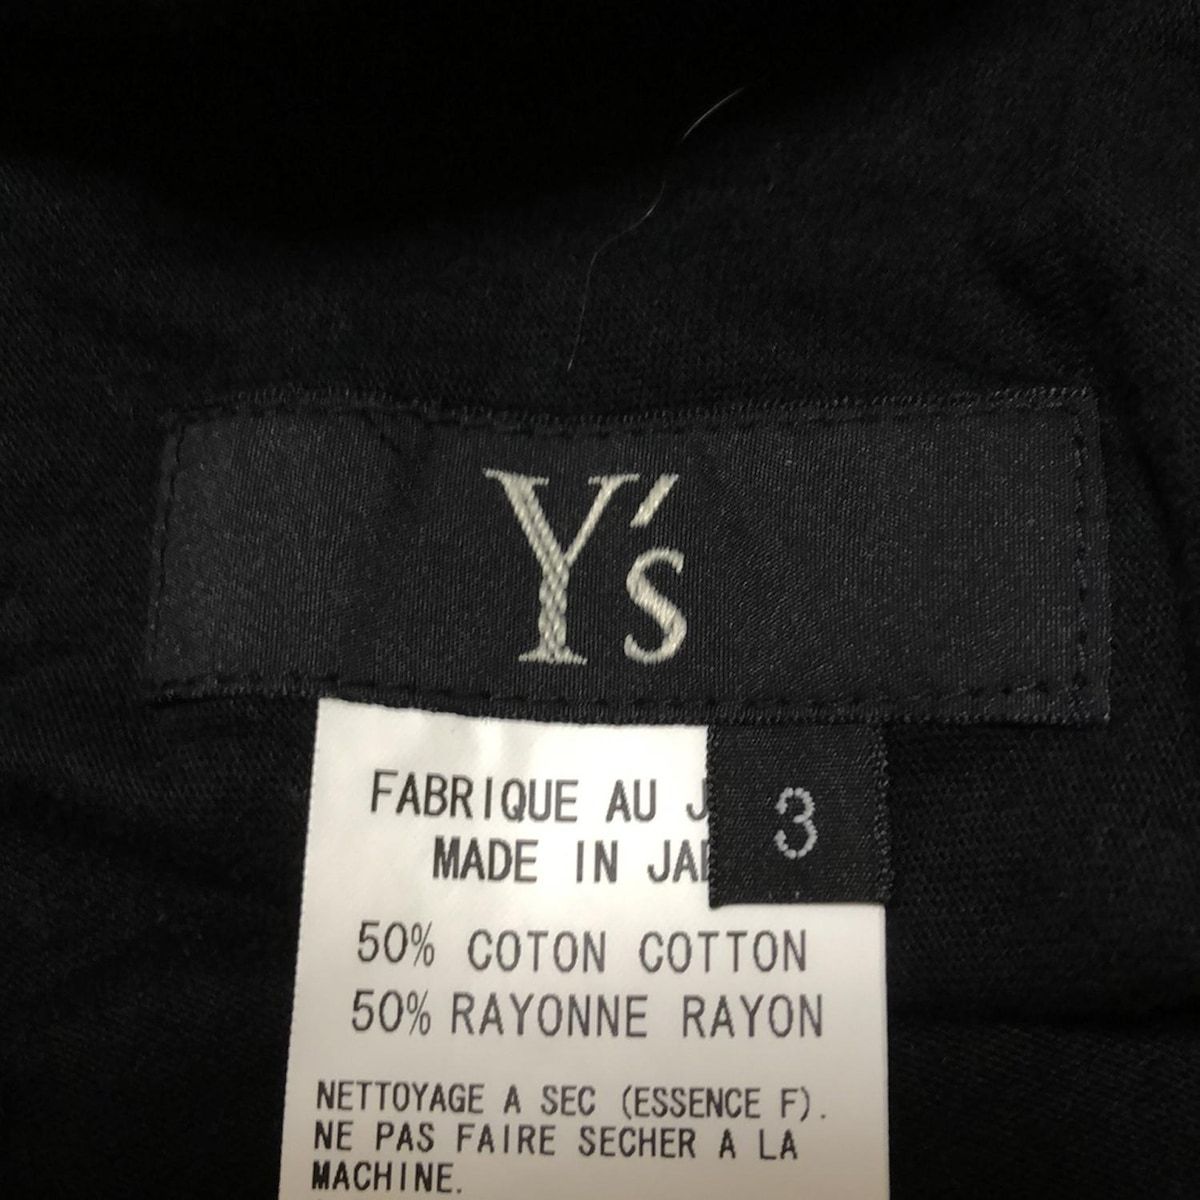 Y's
3
FABRIQUE AU
MADE IN
50% COTON COTTON
50% RAYONNE RAYON
NETTOYAGE A SEC (ESSENCE F).
NE PAS FAIRE SECHER A LA
MACHINE.